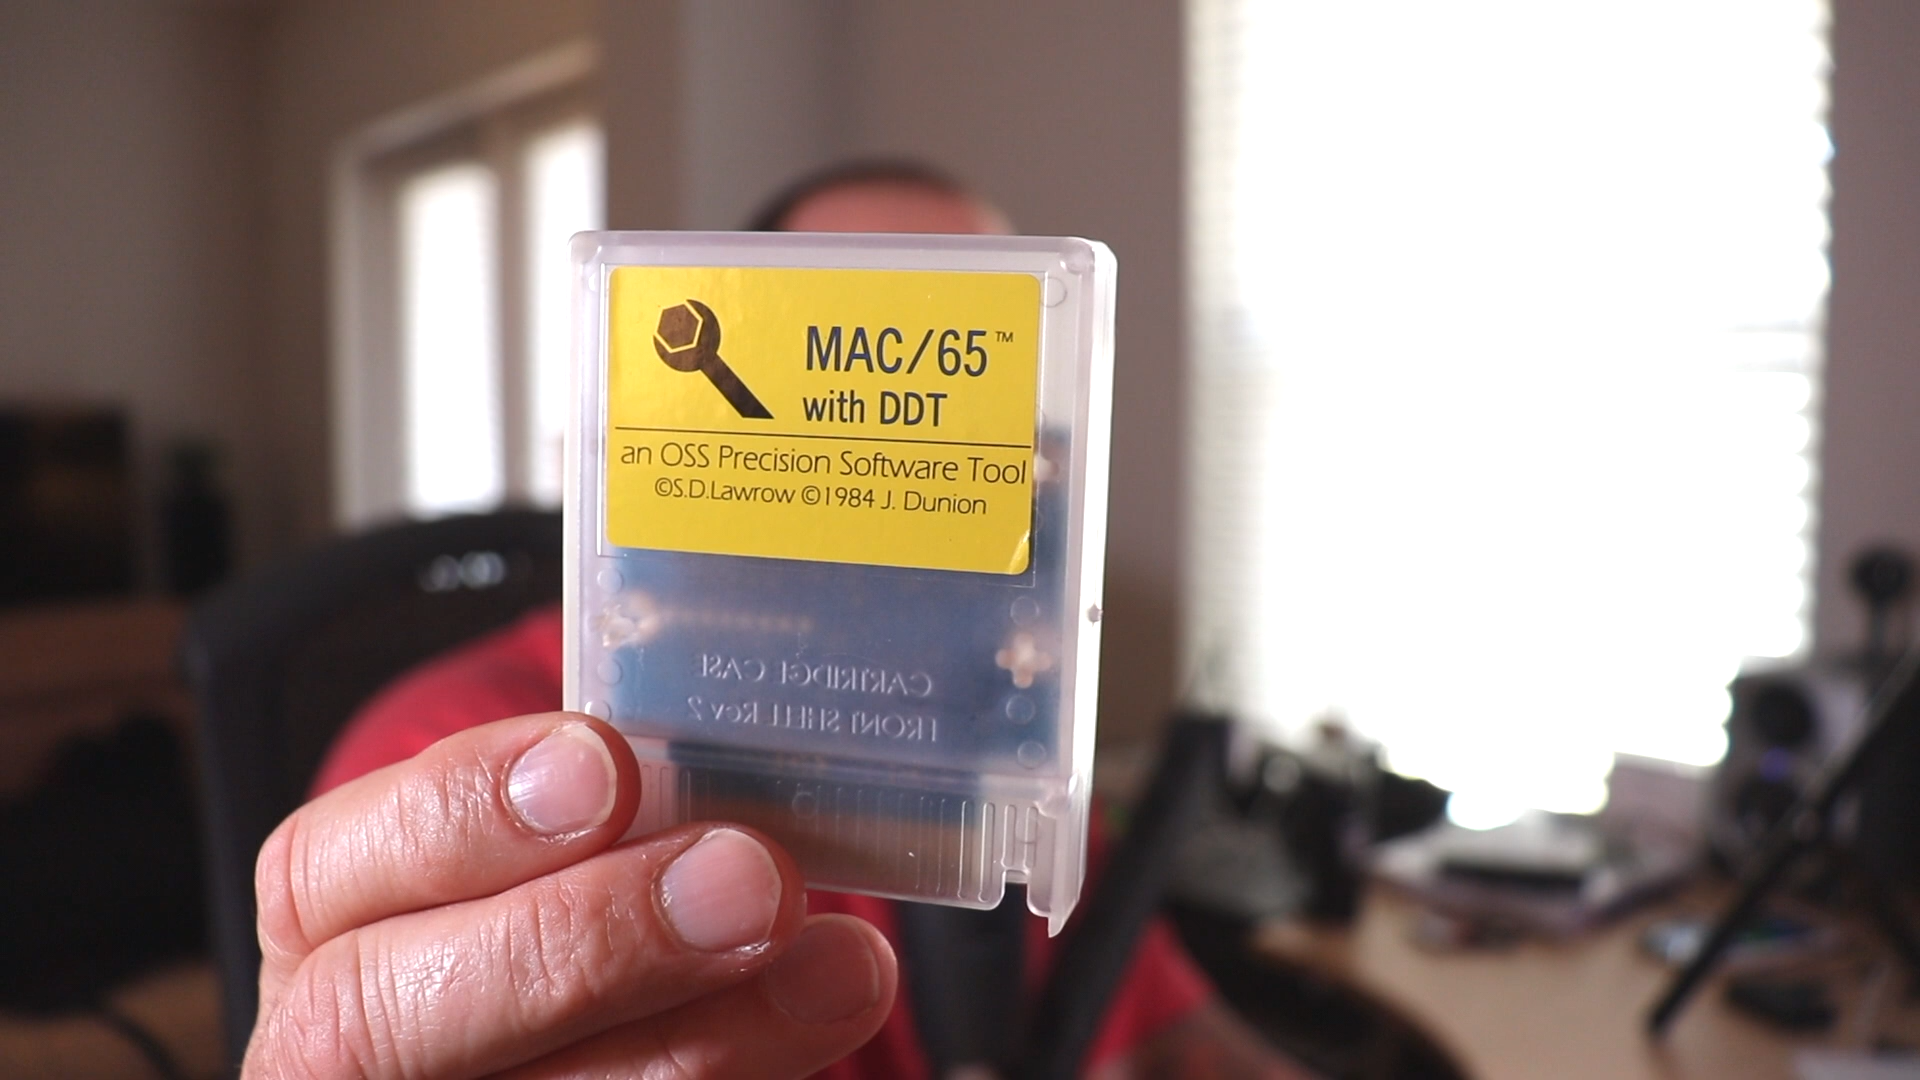 MAC/65™
with DDT
an OSS Precision Software Tool
©S.D.Lawrow ©1984 J. Dunion
CARTRIDGE CASE
FRONT SHELL Rev 2